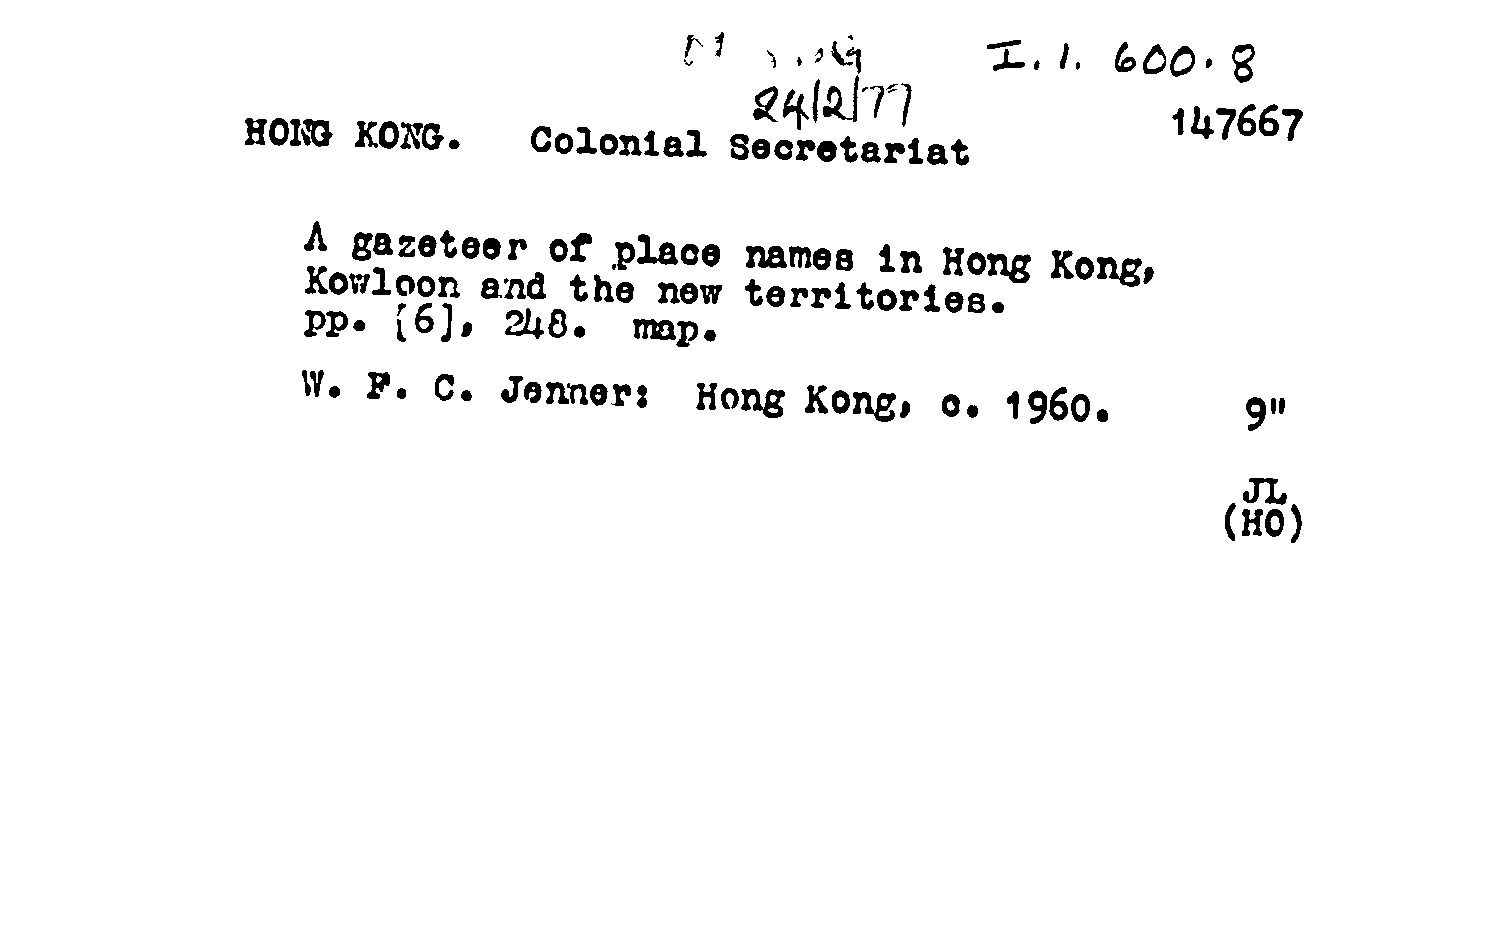 I. 1. 600.8
24/2/77
147667
HONG KONG. Colonial Secretariat
A gazeteer of place names in Hong Kong,
Kowloon and the new territories.
pp. [6], 248. map.
W. F. C. Jenner: Hong Kong, c. 1960. 9"
JL
(HO)